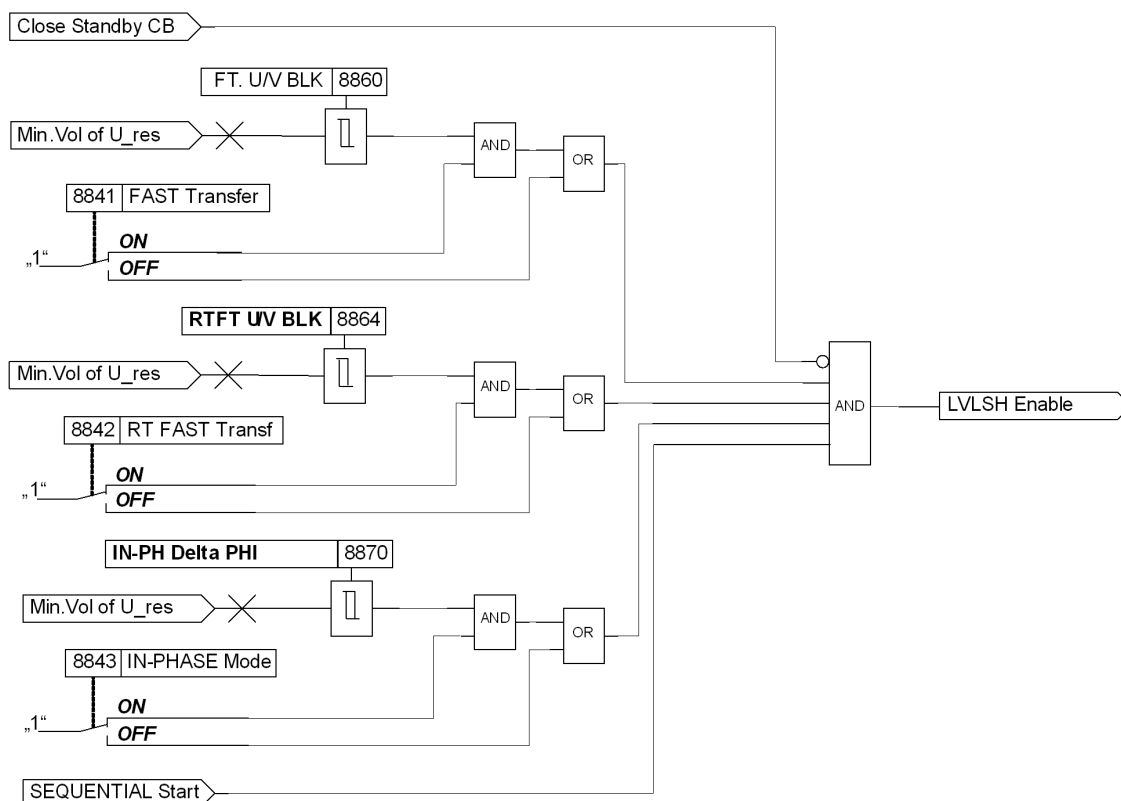 Close Standby CB
FT. U/V BLK 8860
Min.Vol of U_res
AND
OR
8841 FAST Transfer
„1“
ON
OFF
RTFT U/V BLK 8864
Min.Vol of U_res
AND
OR
AND
LVLSH Enable
8842 RT FAST Transf
„1“
ON
OFF
IN-PH Delta PHI 8870
Min.Vol of U_res
AND
OR
8843 IN-PHASE Mode
„1“
ON
OFF
SEQUENTIAL Start